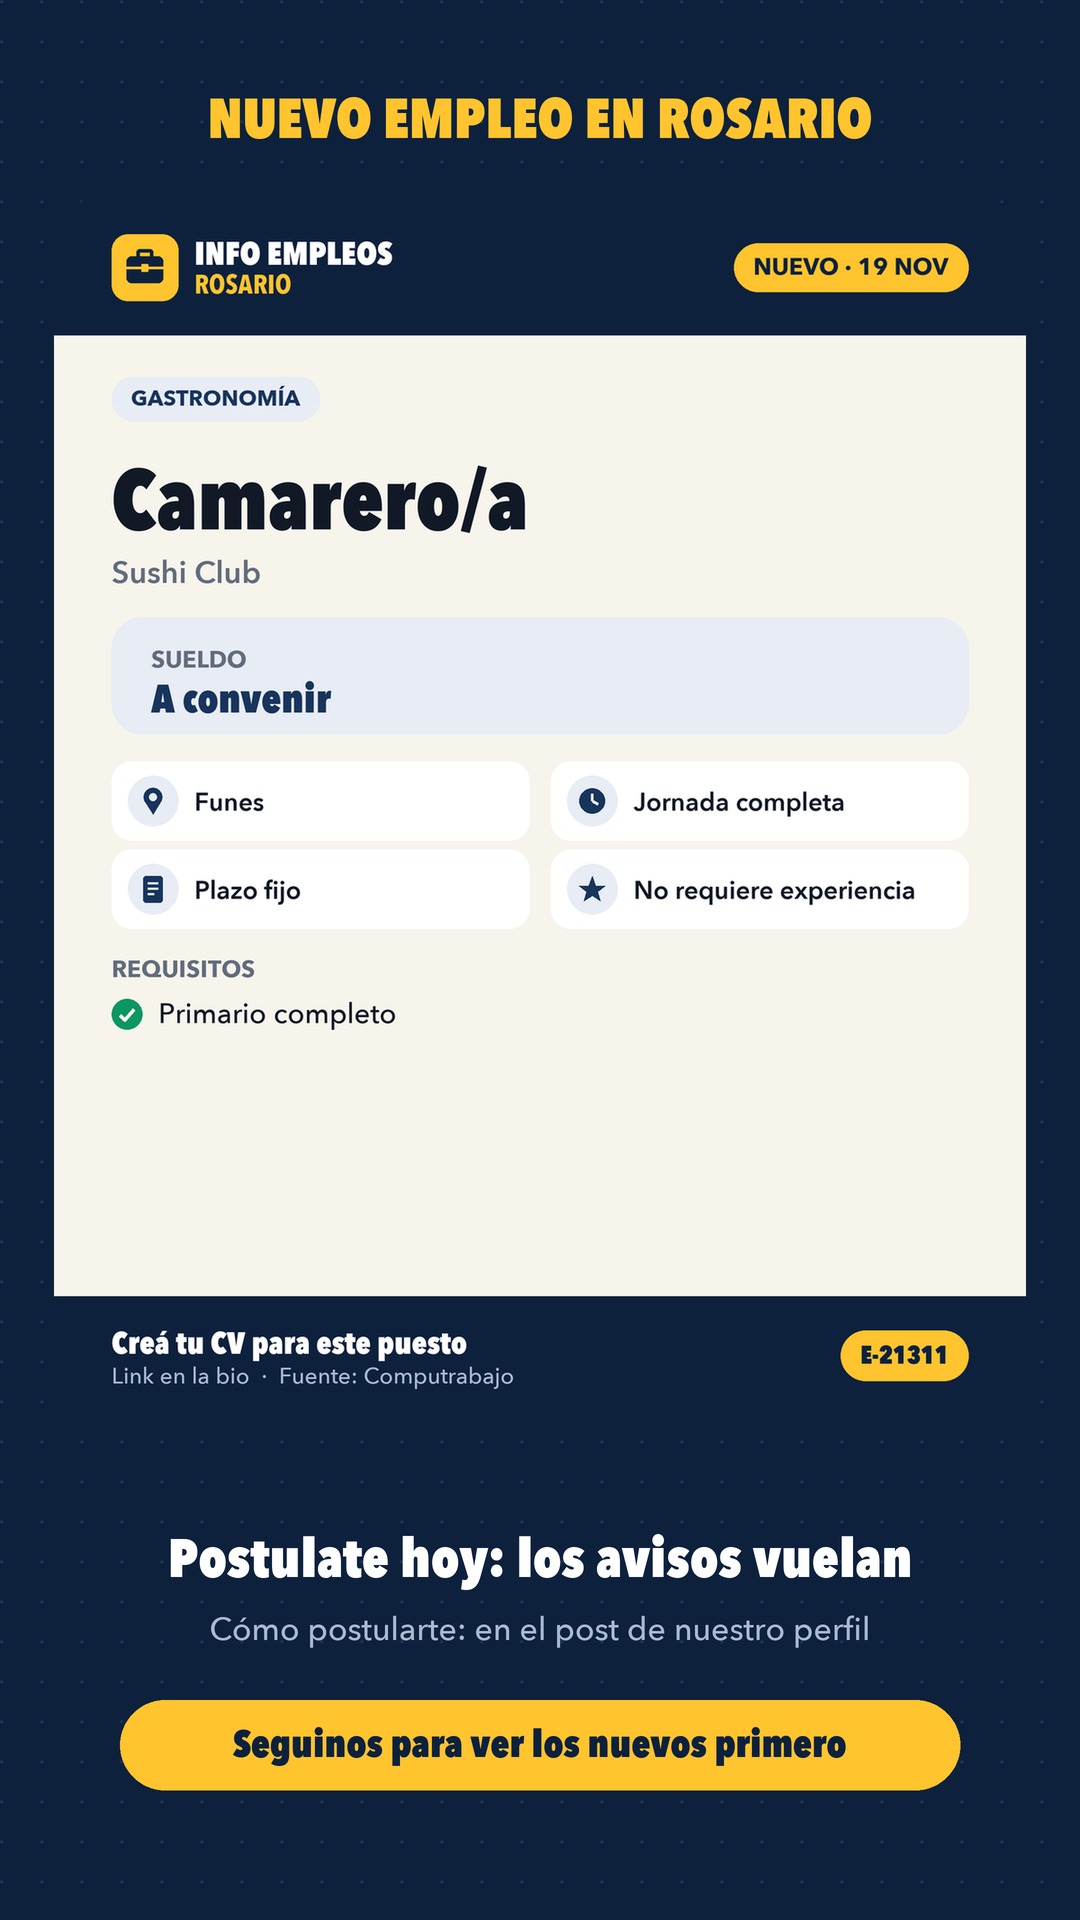 NUEVO EMPLEO EN ROSARIO
INFO EMPLEOS
ROSARIO
NUEVO · 19 NOV
GASTRONOMÍA
Camarero/a
Sushi Club
SUELDO
A convenir
Funes
Jornada completa
Plazo fijo
No requiere experiencia
REQUISITOS
Primario completo
Creá tu CV para este puesto
Link en la bio · Fuente: Computrabajo
E-21311
Postulate hoy: los avisos vuelan
Cómo postularte: en el post de nuestro perfil
Seguinos para ver los nuevos primero